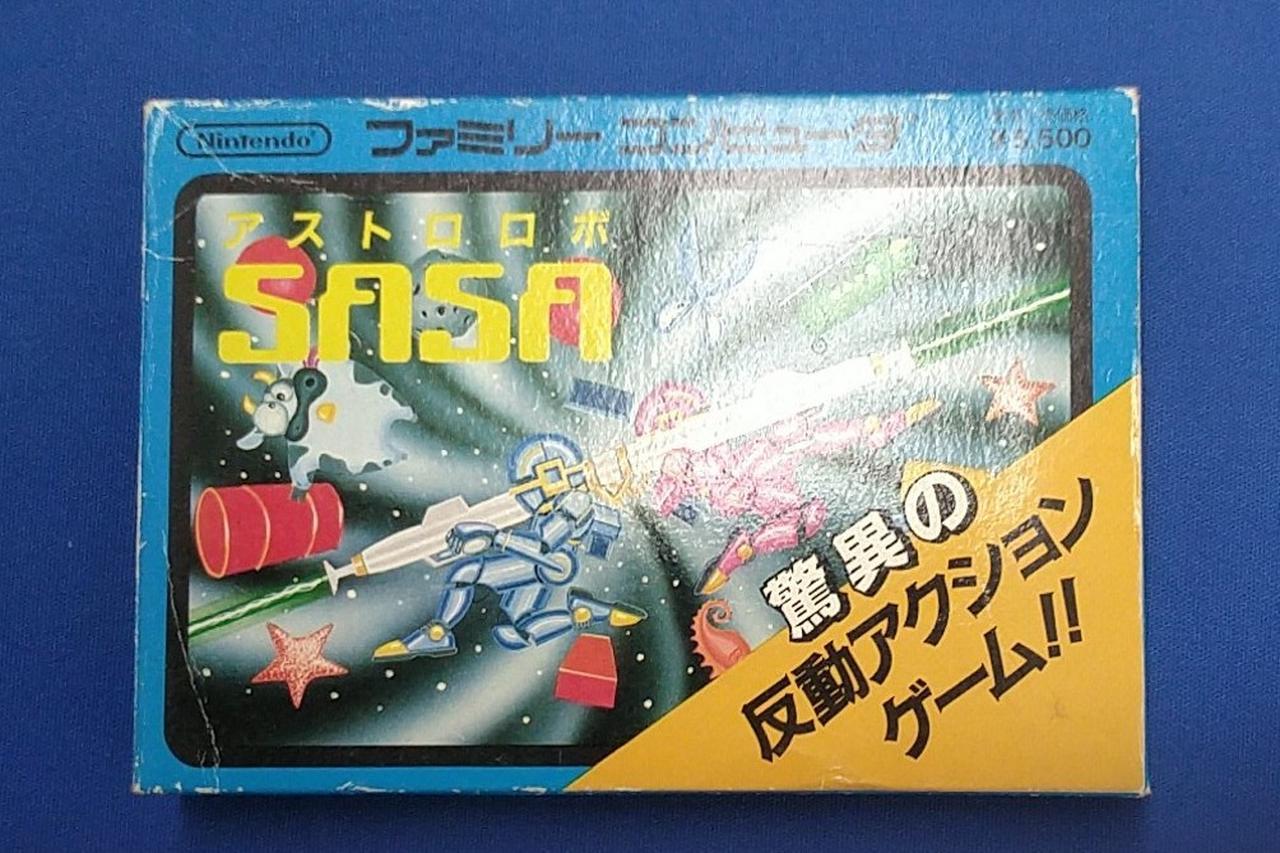 Nintendo® ファミリー コンピュータ
¥5,500
アストロロボ
SASA
驚異の
反動アクション
ゲーム!!